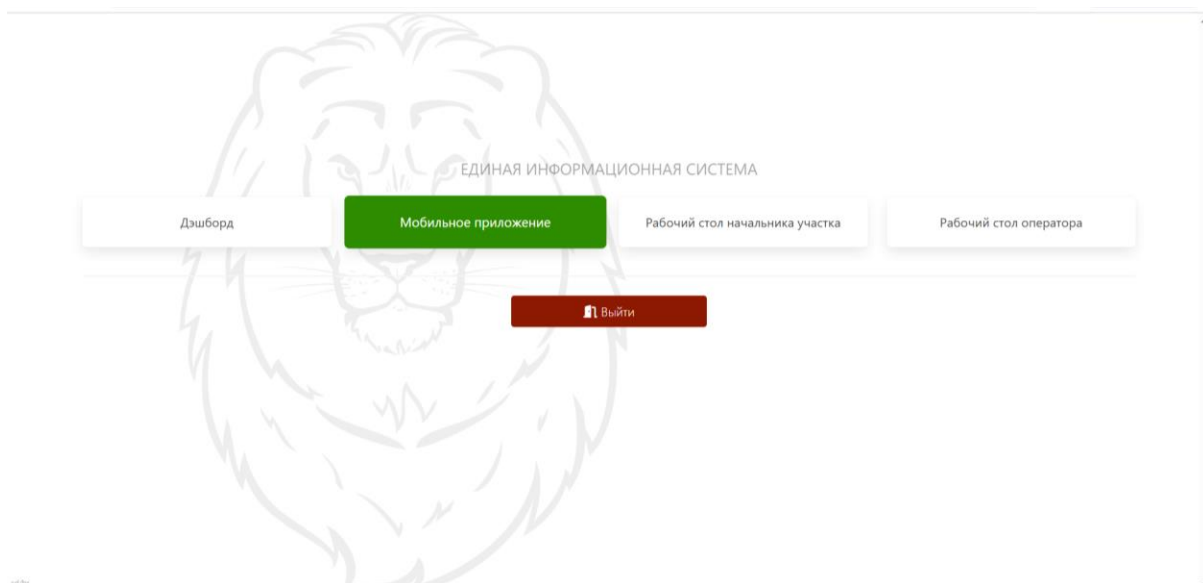 ЕДИНАЯ ИНФОРМАЦИОННАЯ СИСТЕМА
Дэшборд
Мобильное приложение
Рабочий стол начальника участка
Рабочий стол оператора
Выйти